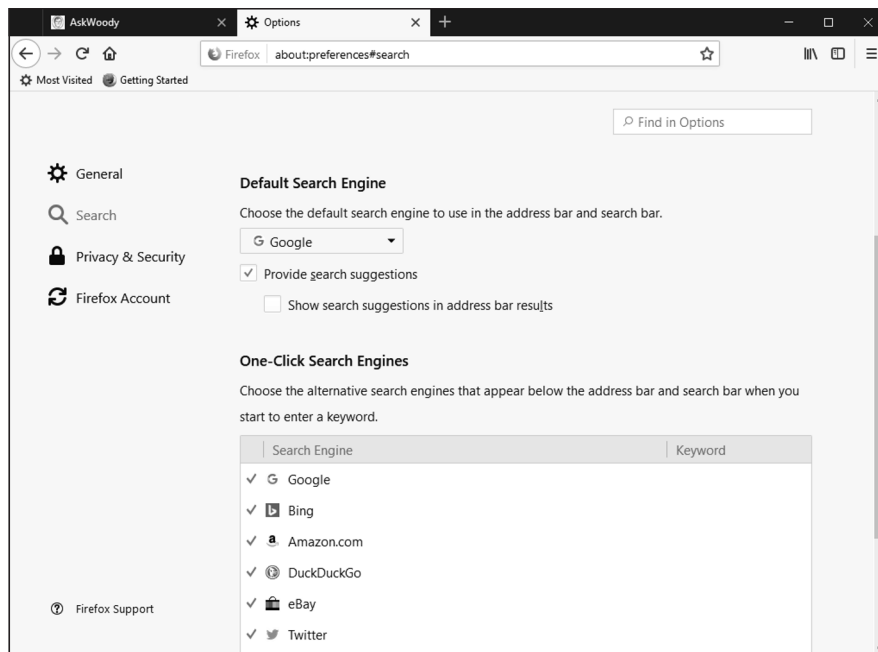 AskWoody
Options
Firefox about:preferences#search
Most Visited Getting Started
Find in Options
General
Search
Privacy & Security
Firefox Account
Default Search Engine
Choose the default search engine to use in the address bar and search bar.
Google
Provide search suggestions
Show search suggestions in address bar results
One-Click Search Engines
Choose the alternative search engines that appear below the address bar and search bar when you
start to enter a keyword.
Search Engine Keyword
Google
Bing
Amazon.com
DuckDuckGo
eBay
Twitter
Firefox Support